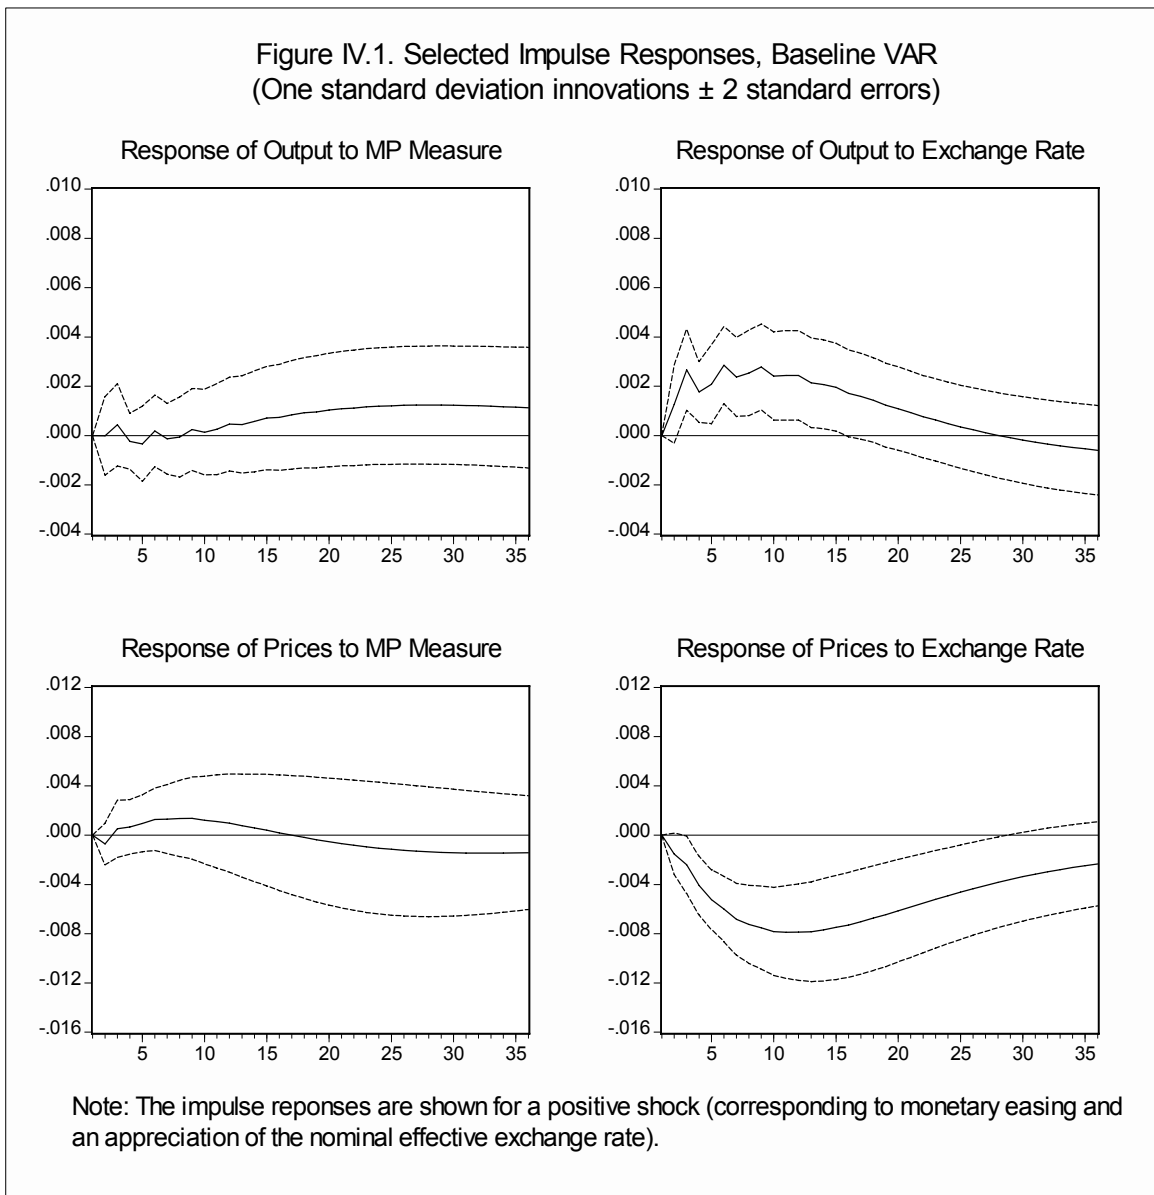 Figure IV.1. Selected Impulse Responses, Baseline VAR
(One standard deviation innovations ± 2 standard errors)
Response of Output to MP Measure
.010
.008
.006
.004
.002
.000
-.002
-.004
5 10 15 20 25 30 35
Response of Output to Exchange Rate
.010
.008
.006
.004
.002
.000
-.002
-.004
5 10 15 20 25 30 35
Response of Prices to MP Measure
.012
.008
.004
.000
-.004
-.008
-.012
-.016
5 10 15 20 25 30 35
Response of Prices to Exchange Rate
.012
.008
.004
.000
-.004
-.008
-.012
-.016
5 10 15 20 25 30 35
Note: The impulse reponses are shown for a positive shock (corresponding to monetary easing and
an appreciation of the nominal effective exchange rate).